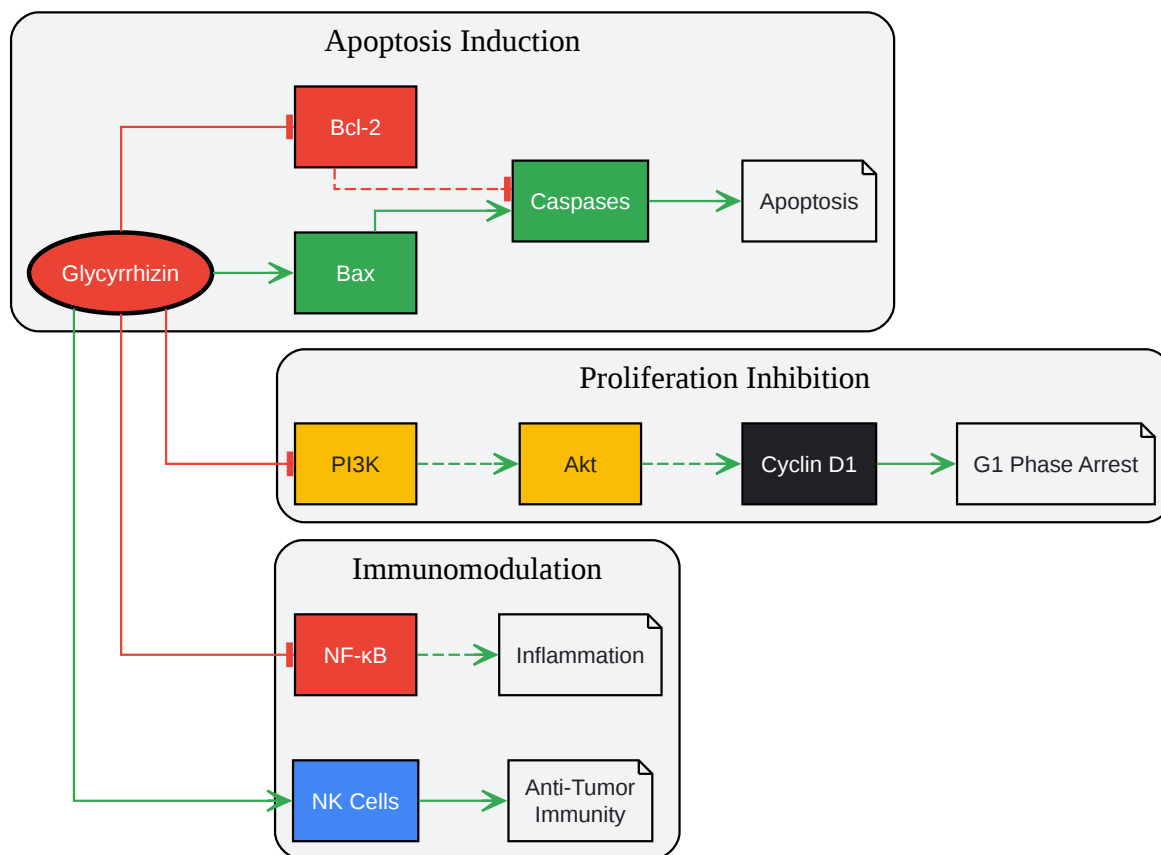 Apoptosis Induction
Bcl-2
Caspases
Apoptosis
Glycyrrhizin
Bax
Proliferation Inhibition
PI3K
Akt
Cyclin D1
G1 Phase Arrest
Immunomodulation
NF-κB
Inflammation
NK Cells
Anti-Tumor
Immunity